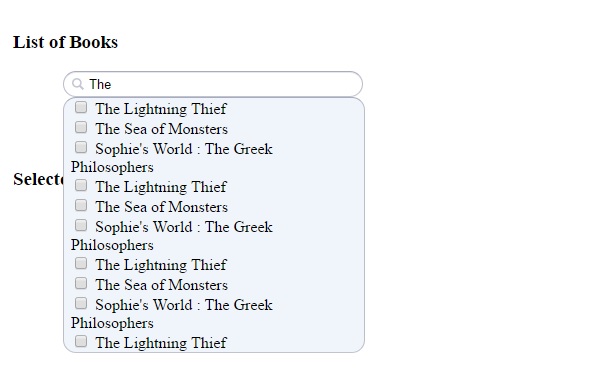 List of Books
The
The Lightning Thief
The Sea of Monsters
Sophie's World : The Greek
Philosophers
Selecte
The Lightning Thief
The Sea of Monsters
Sophie's World : The Greek
Philosophers
The Lightning Thief
The Sea of Monsters
Sophie's World : The Greek
Philosophers
The Lightning Thief